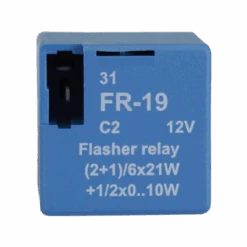 31
FR-19
C2 12V
Flasher relay
(2+1)/6x21W
+1/2x0..10W